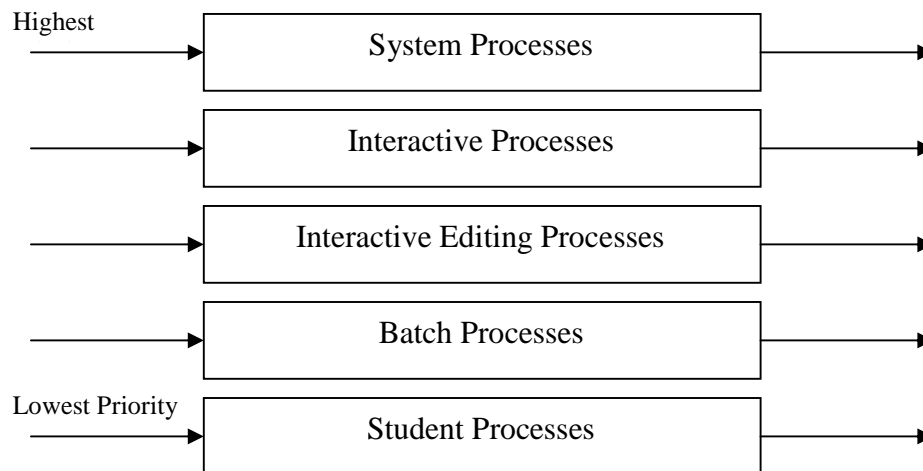 Highest
System Processes
Interactive Processes
Interactive Editing Processes
Batch Processes
Lowest Priority
Student Processes